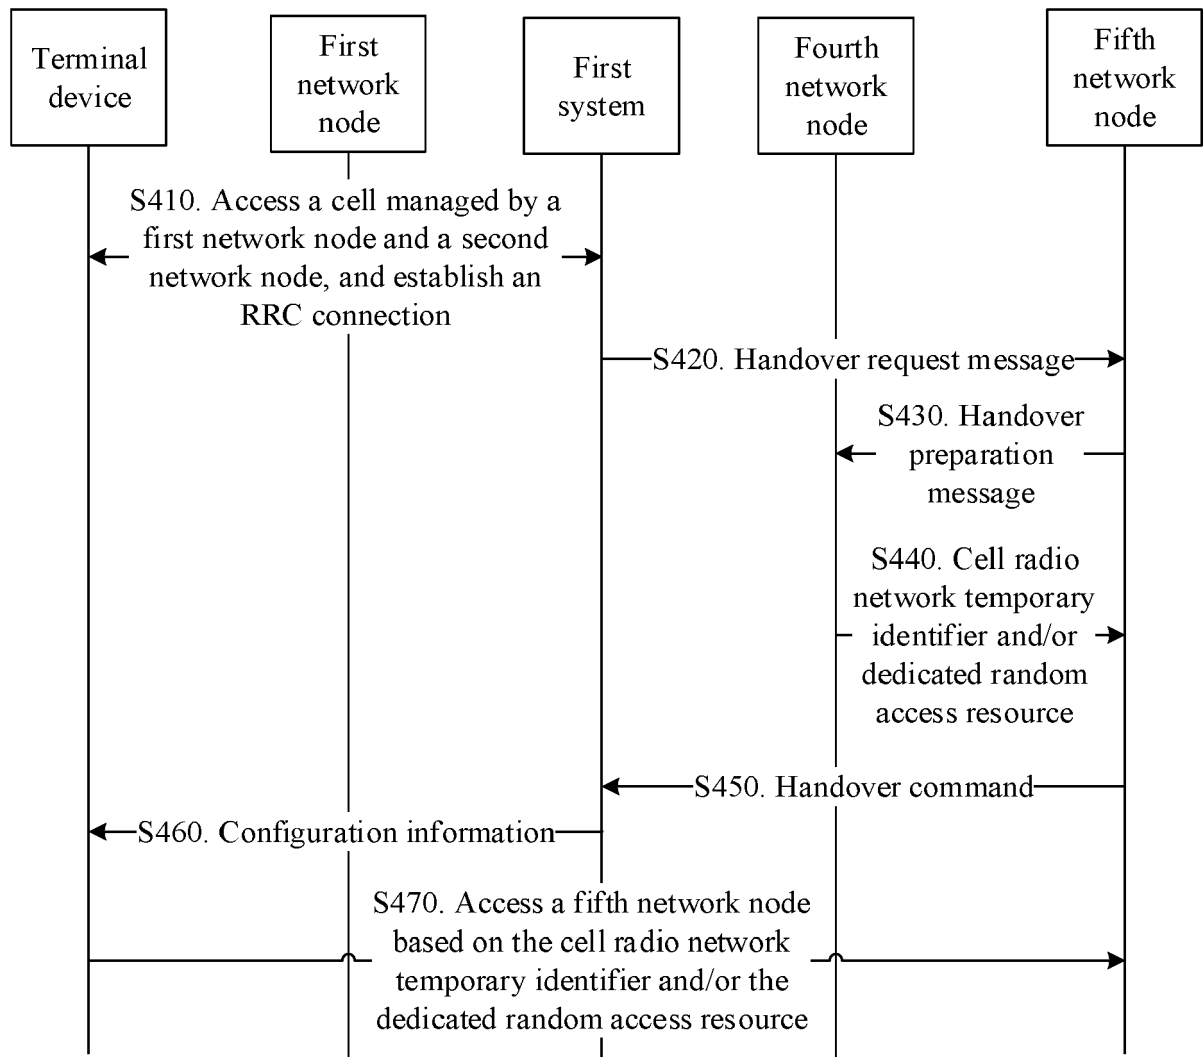 Terminal
device
First
network
node
First
system
Fourth
network
node
Fifth
network
node
S410. Access a cell managed by a
first network node and a second
network node, and establish an
RRC connection
S420. Handover request message
S430. Handover
preparation
message
S440. Cell radio
network temporary
identifier and/or
dedicated random
access resource
S450. Handover command
S460. Configuration information
S470. Access a fifth network node
based on the cell radio network
temporary identifier and/or the
dedicated random access resource